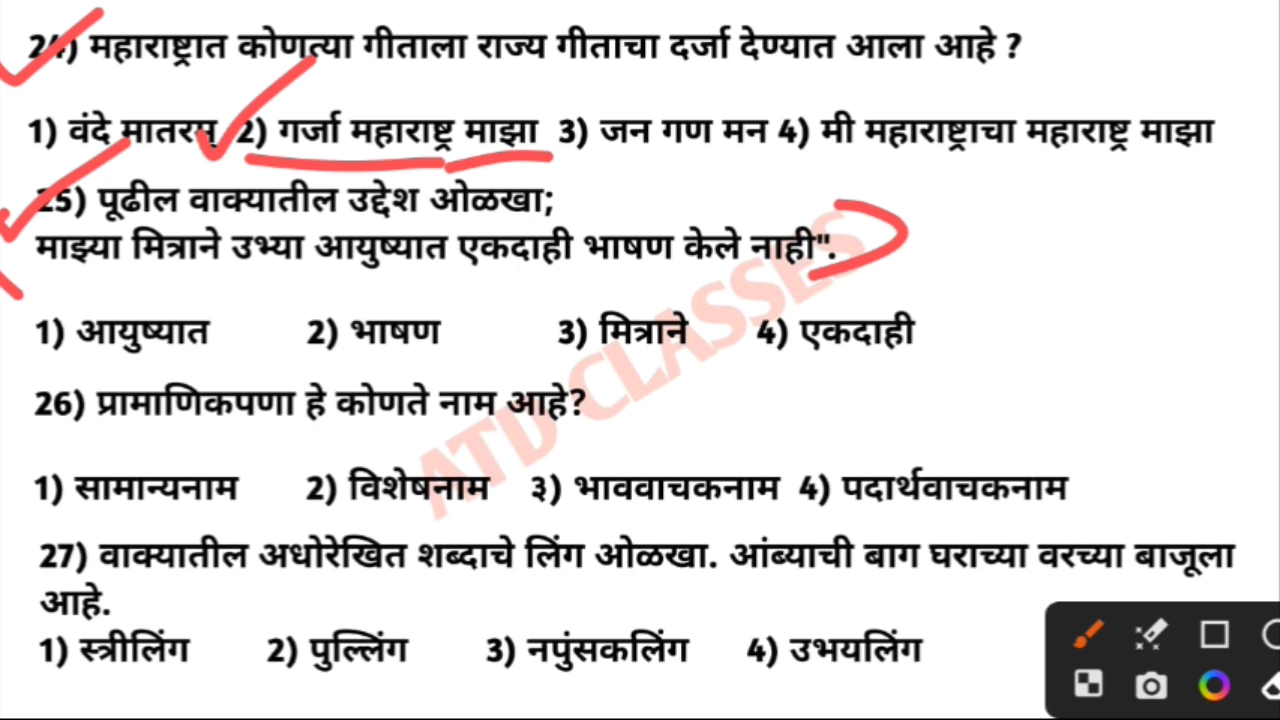 24) महाराष्ट्रात कोणत्या गीताला राज्य गीताचा दर्जा देण्यात आला आहे ?
1) वंदे मातरम् 2) गर्जा महाराष्ट्र माझा 3) जन गण मन 4) मी महाराष्ट्राचा महाराष्ट्र माझा
25) पूढील वाक्यातील उद्देश ओळखा;
माझ्या मित्राने उभ्या आयुष्यात एकदाही भाषण केले नाही".
1) आयुष्यात 2) भाषण 3) मित्राने 4) एकदाही
26) प्रामाणिकपणा हे कोणते नाम आहे?
1) सामान्यनाम 2) विशेषनाम ३) भाववाचकनाम 4) पदार्थवाचकनाम
27) वाक्यातील अधोरेखित शब्दाचे लिंग ओळखा. आंब्याची बाग घराच्या वरच्या बाजूला
आहे.
1) स्त्रीलिंग 2) पुल्लिंग 3) नपुंसकलिंग 4) उभयलिंग
ATD CLASSES